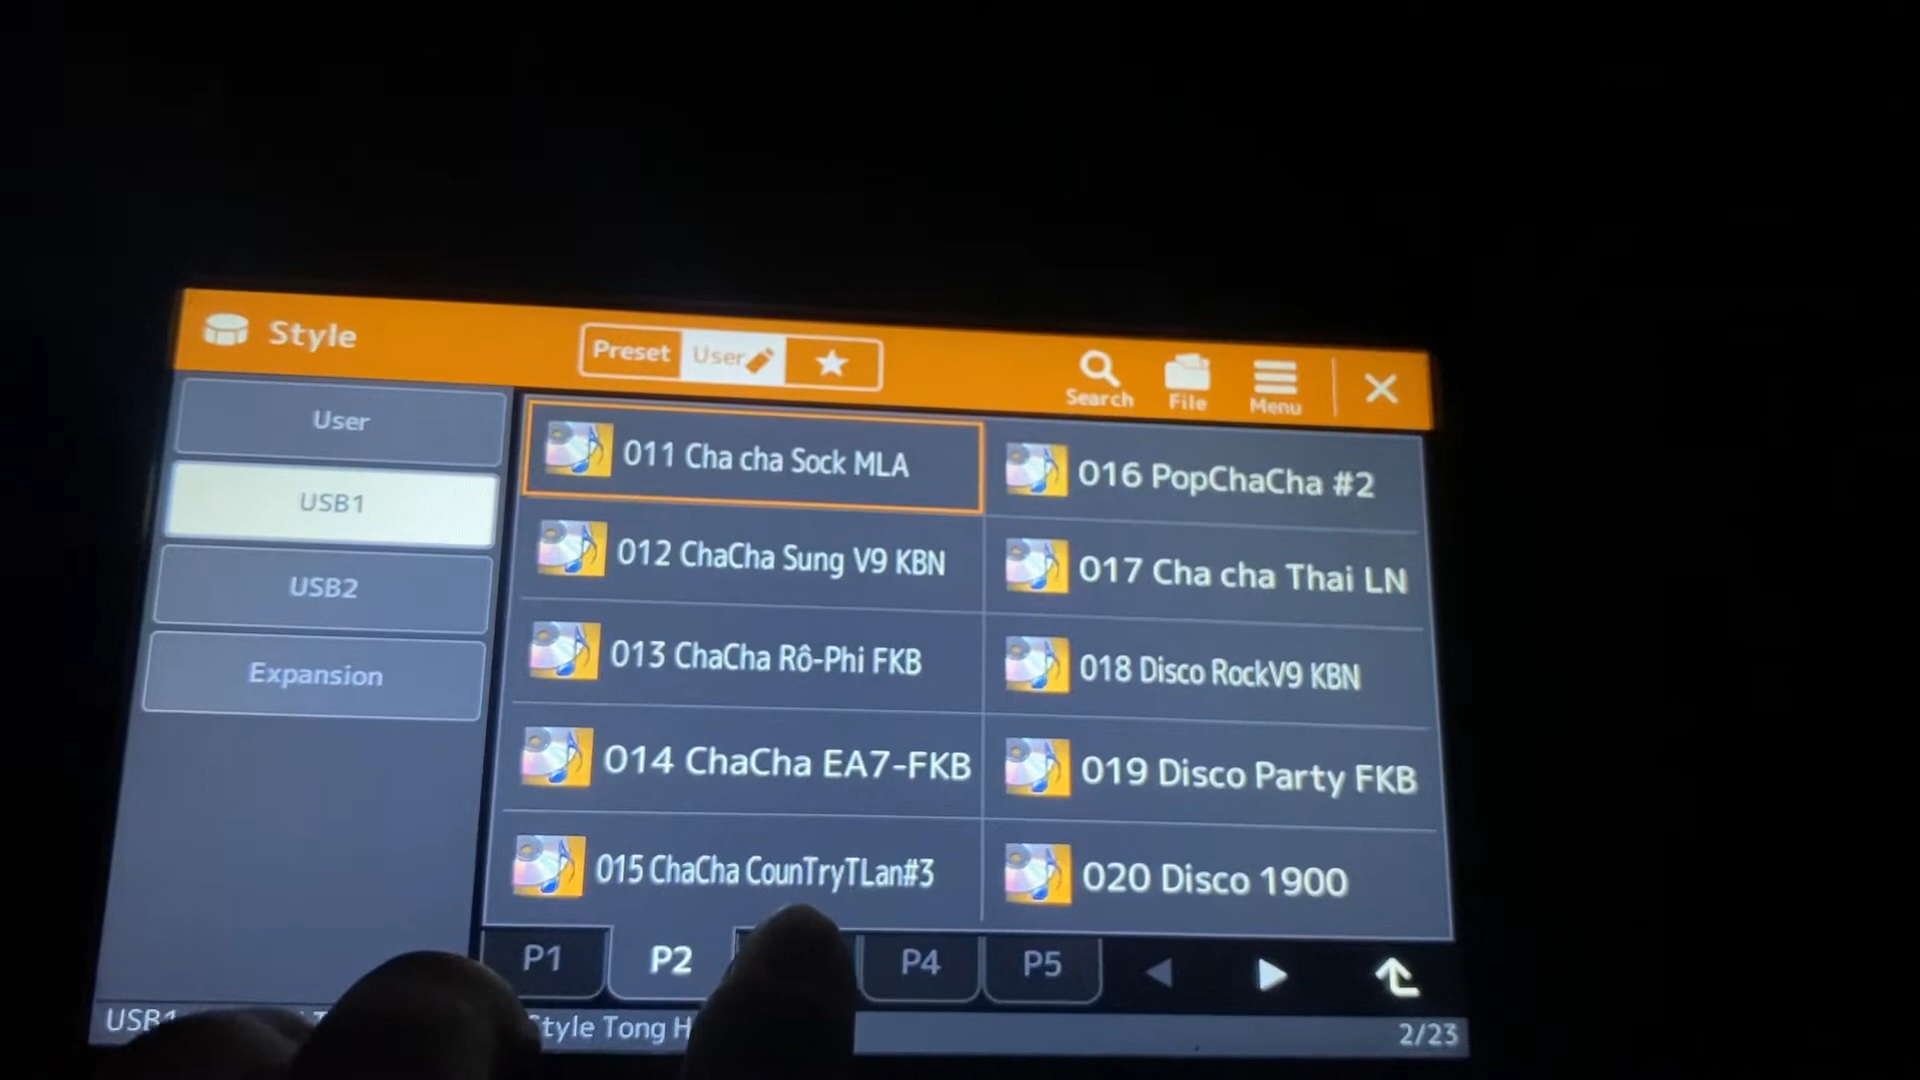 Style
Preset
User
Search
File
Menu
User
USB1
USB2
Expansion
011 Cha cha Sock MLA
012 ChaCha Sung V9 KBN
013 ChaCha Rô-Phi FKB
014 ChaCha EA7-FKB
015 ChaCha CounTryTLan#3
016 PopChaCha #2
017 Cha cha Thai LN
018 Disco RockV9 KBN
019 Disco Party FKB
020 Disco 1900
P1
P2
P4
P5
USB1
Style Tong
2/23